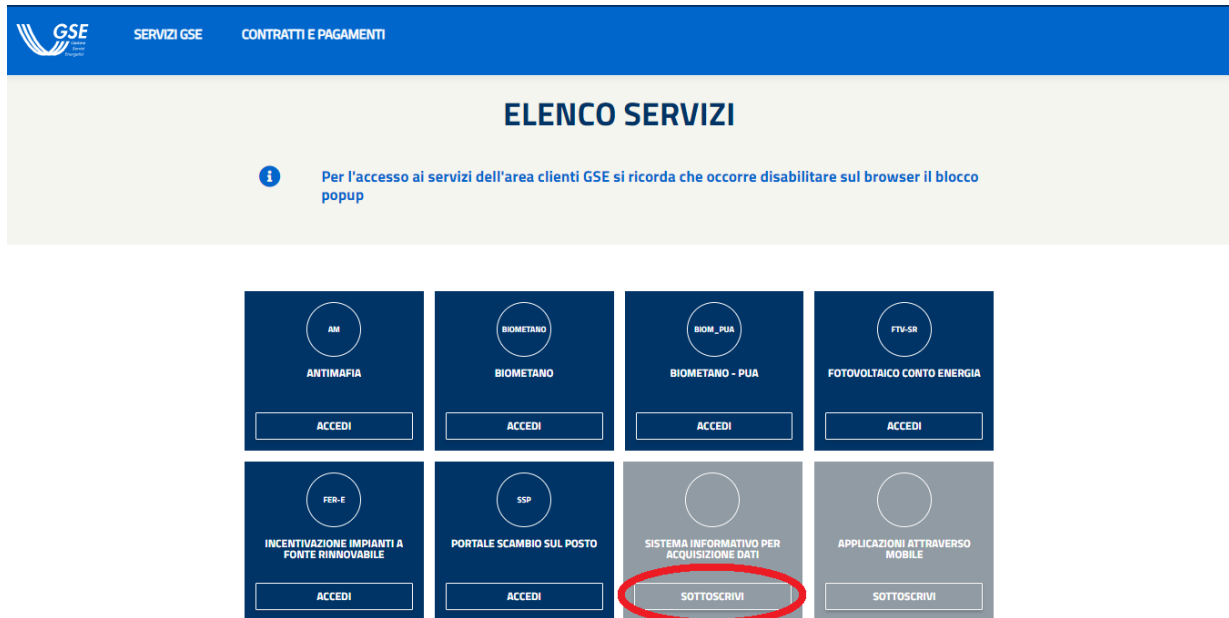 GSE
Gestore
Servizi
Energetici
SERVIZI GSE
CONTRATTI E PAGAMENTI
ELENCO SERVIZI
Per l'accesso ai servizi dell'area clienti GSE si ricorda che occorre disabilitare sul browser il blocco
popup
AM
ANTIMAFIA
ACCEDI
BIOMETANO
BIOMETANO
ACCEDI
BIOM_PUA
BIOMETANO - PUA
ACCEDI
FTV-SR
FOTOVOLTAICO CONTO ENERGIA
ACCEDI
FER-E
INCENTIVAZIONE IMPIANTI A
FONTE RINNOVABILE
ACCEDI
SSP
PORTALE SCAMBIO SUL POSTO
ACCEDI
SISTEMA INFORMATIVO PER
ACQUISIZIONE DATI
SOTTOSCRIVI
APPLICAZIONI ATTRAVERSO
MOBILE
SOTTOSCRIVI